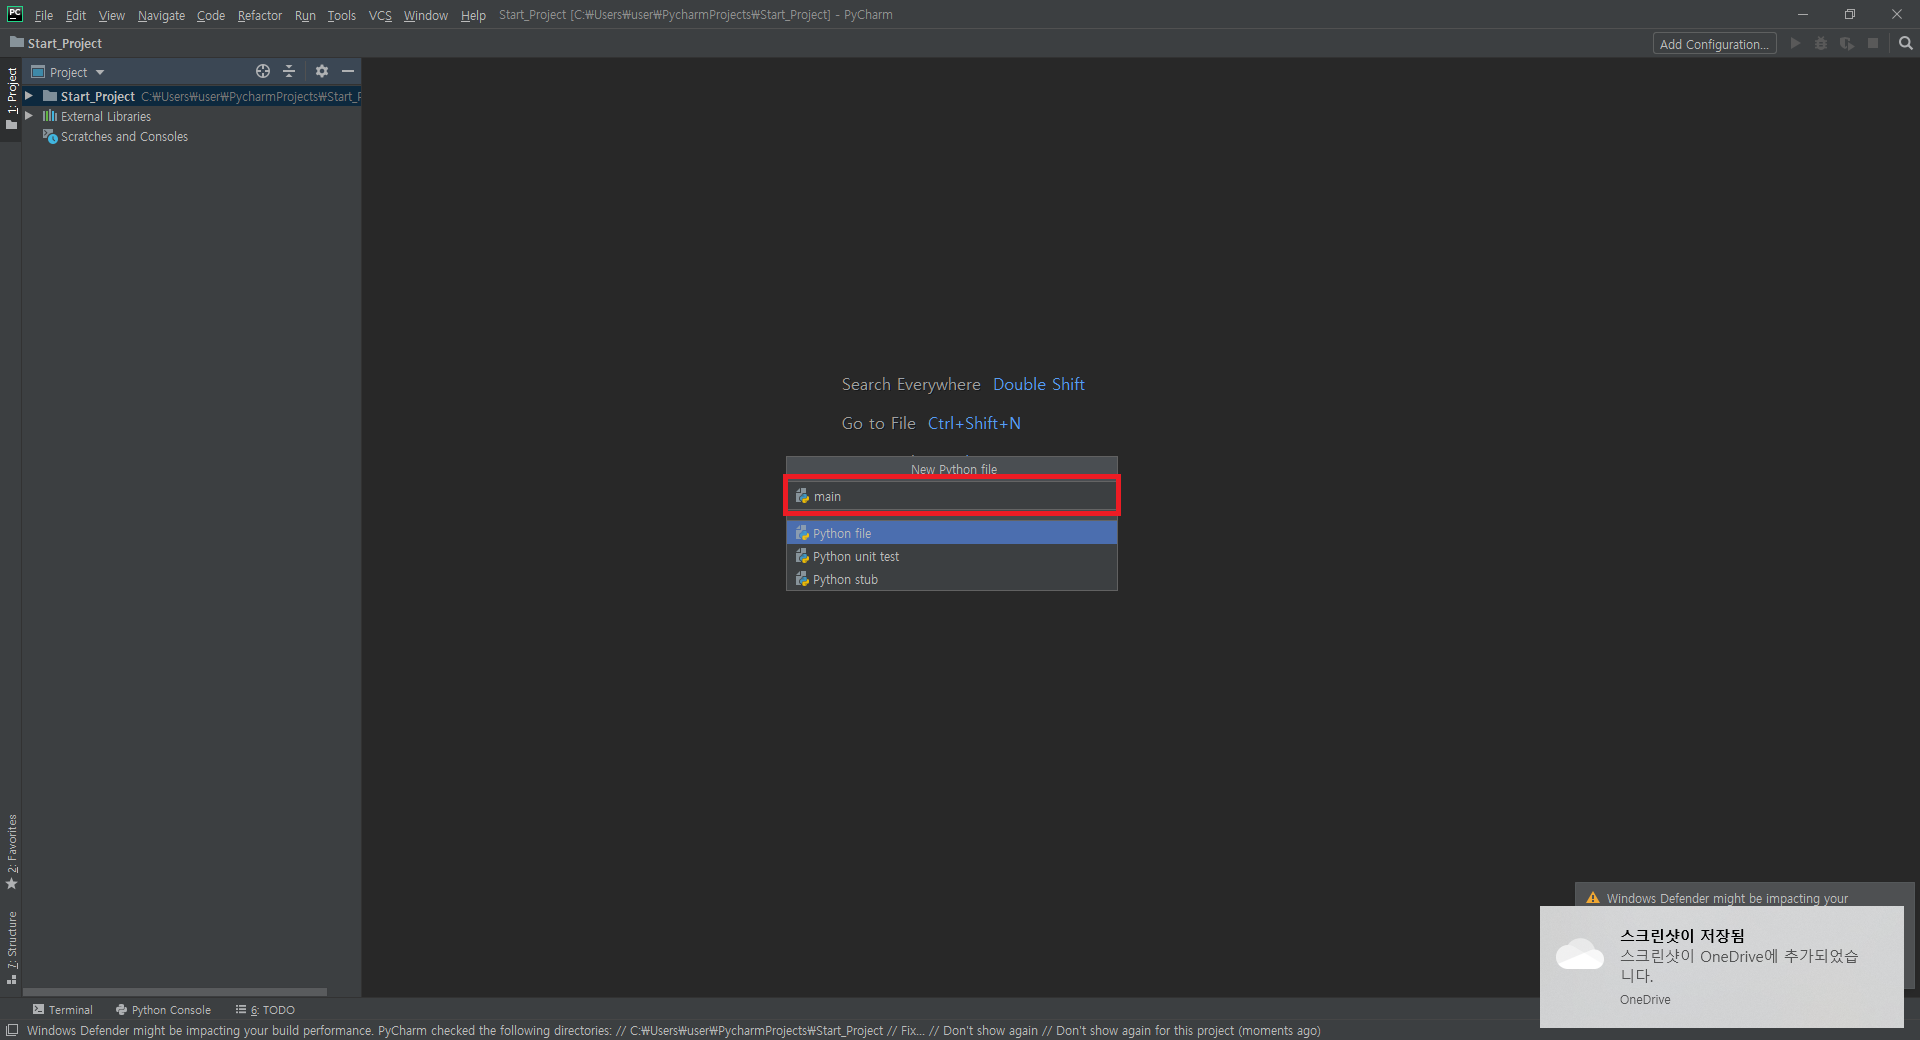 PC File Edit View Navigate Code Refactor Run Tools VCS Window Help Start_Project [C:₩Users₩user₩PycharmProjects₩Start_Project] - PyCharm
Start_Project
Add Configuration...
1: Project
Project
Start_Project C:₩Users₩user₩PycharmProjects₩Start_P
External Libraries
Scratches and Consoles
Search Everywhere Double Shift
Go to File Ctrl+Shift+N
New Python file
main
Python file
Python unit test
Python stub
2: Favorites
7: Structure
Windows Defender might be impacting your
스크린샷이 저장됨
스크린샷이 OneDrive에 추가되었습
니다.
OneDrive
Terminal Python Console 6: TODO
Windows Defender might be impacting your build performance. PyCharm checked the following directories: // C:₩Users₩user₩PycharmProjects₩Start_Project // Fix... // Don't show again // Don't show again for this project (moments ago)